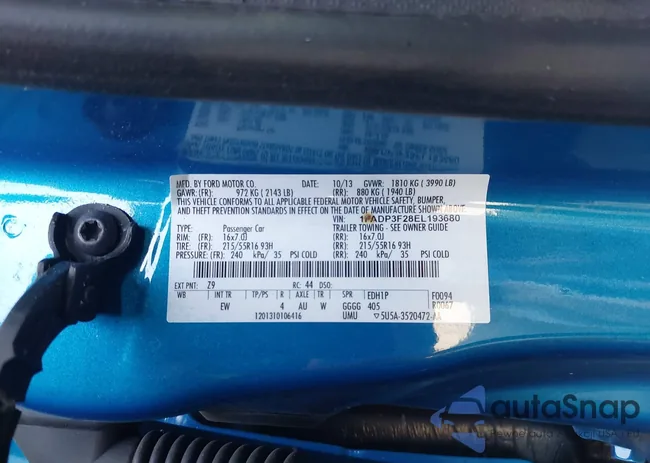 MFD. BY FORD MOTOR CO. DATE: 10/13 GVWR: 1810 KG ( 3990 LB)
GAWR:(FR): 972 KG ( 2143 LB) (RR): 880 KG ( 1940 LB)
THIS VEHICLE CONFORMS TO ALL APPLICABLE FEDERAL MOTOR VEHICLE SAFETY, BUMPER,
AND THEFT PREVENTION STANDARDS IN EFFECT ON THE DATE OF MANUFACTURE SHOWN ABOVE.
VIN: 1FADP3F28EL193680
TYPE: Passenger Car TRAILER TOWING - SEE OWNER GUIDE
RIM: (FR): 16x7.0J (RR): 16x7.0J
TIRE: (FR): 215/55R16 93H (RR): 215/55R16 93H
PRESSURE: (FR): 240 kPa/ 35 PSI COLD (RR): 240 kPa/ 35 PSI COLD
EXT PNT: Z9 RC: 44 DSO:
WB INT TR TP/PS R AXLE TR SPR EDH1P F0094
EW 4 AU W GGGG 405 R0067
1201310106416 UMU 5U5A-3520472-AA
autoSnap